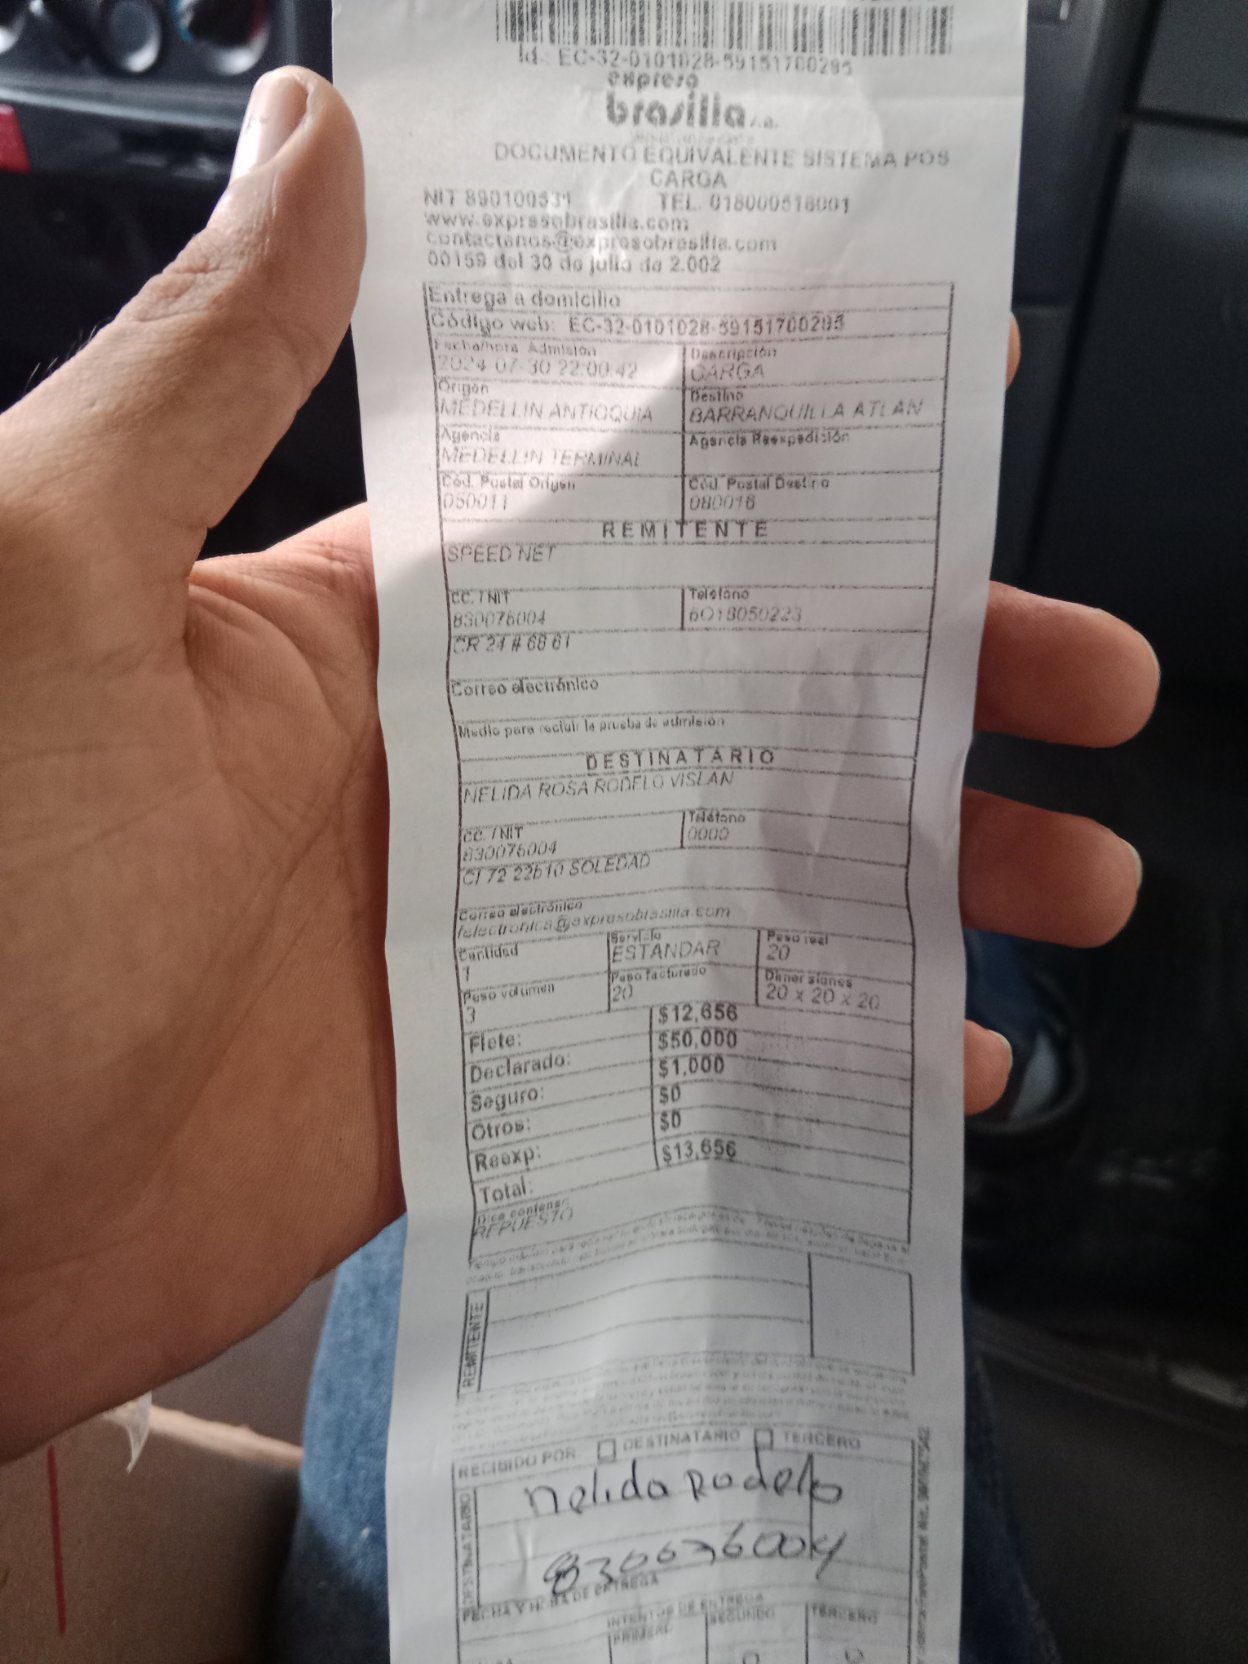 Id.: EC-32-0101028-59151700295
expreso
brasilia s.a.
DOCUMENTO EQUIVALENTE SISTEMA POS
CARGA
NIT 890100531 TEL. 018000518001
www.expresobrasilia.com
contactenos@expresobrasilia.com
00159 del 30 de julio de 2.002
Entrega a domicilio
Código web: EC-32-0101028-59151700295
Fecha/hora Admisión Descripción
2024-07-30 22:00:42 CARGA
Origen Destino
MEDELLIN ANTIOQUIA BARRANQUILLA ATLAN
Agencia Agencia Reexpedición
MEDELLIN TERMINAL
Cód. Postal Origen Cód. Postal Destino
050011 080016
REMITENTE
SPEED NET
CC. / NIT Teléfono
830076004 6018050223
CR 24 # 68 61
Correo electrónico
Medio para recibir la prueba de admisión
DESTINATARIO
NELIDA ROSA RODELO VISLAN
CC. / NIT Teléfono
830076004 0000
Cl 72 22b10 SOLEDAD
Correo electrónico
felectronica@expresobrasilia.com
Cantidad Servicio Peso real
1 ESTANDAR 20
Peso volumen Peso facturado Dimensiones
3 20 20 x 20 x 20
Flete: $12,656
Declarado: $50,000
Seguro: $1,000
Otros: $0
Reexp: $0
Total: $13,656
Dice contener
REPUESTO
REMITENTE
RECIBIDO POR DESTINATARIO TERCERO
DESTINATARIO
nelida Rodelo
FECHA Y HORA DE ENTREGA
INTENTOS DE ENTREGA
PRIMERO SEGUNDO TERCERO